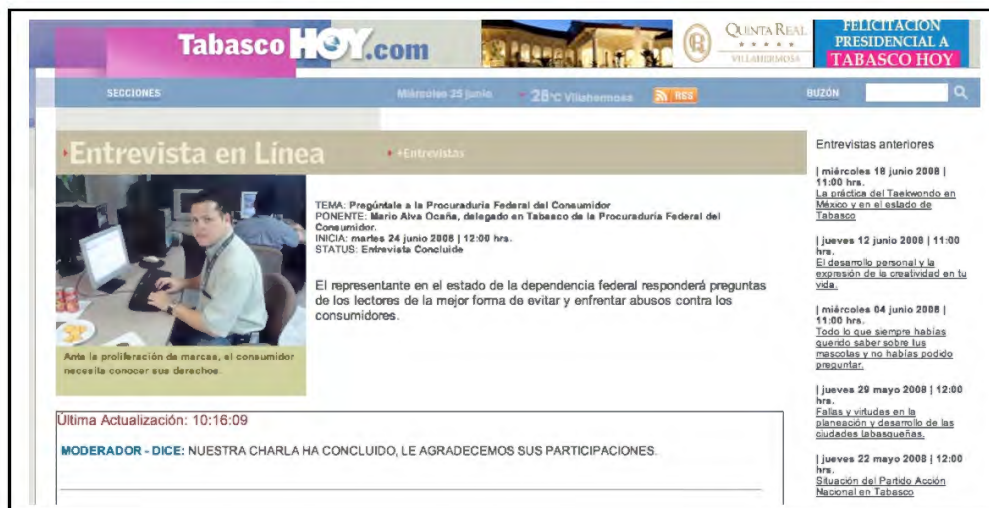 Tabasco HOY.com
QUINTA REAL
VILLAHERMOSA
FELICITACIÓN
PRESIDENCIAL A
TABASCO HOY
SECCIONES
Miércoles 25 junio
28°C Villahermosa
RSS
BUZÓN
Entrevista en Línea
+Entrevistas
TEMA: Pregúntale a la Procuraduría Federal del Consumidor
PONENTE: Mario Alva Ocaña, delegado en Tabasco de la Procuraduría Federal del
Consumidor.
INICIA: martes 24 junio 2008 | 12:00 hrs.
STATUS: Entrevista Concluide
El representante en el estado de la dependencia federal responderá preguntas
de los lectores de la mejor forma de evitar y enfrentar abusos contra los
consumidores.
Ante la proliferación de marcas, el consumidor
necesita conocer sus derechos.
Última Actualización: 10:16:09
MODERADOR - DICE: NUESTRA CHARLA HA CONCLUIDO, LE AGRADECEMOS SUS PARTICIPACIONES.
Entrevistas anteriores
| miércoles 18 junio 2008 |
11:00 hrs.
La práctica del Taekwondo en
México y en el estado de
Tabasco
| jueves 12 junio 2008 | 11:00
hrs.
El desarrollo personal y la
expresión de la creatividad en tu
vida.
| miércoles 04 junio 2008 |
11:00 hrs.
Todo lo que siempre habías
querido saber sobre tus
mascotas y no habías podido
preguntar.
| jueves 29 mayo 2008 | 12:00
hrs.
Fallas y virtudes en la
planeación y desarrollo de las
ciudades tabasqueñas.
| jueves 22 mayo 2008 | 12:00
hrs.
Situación del Partido Acción
Nacional en Tabasco